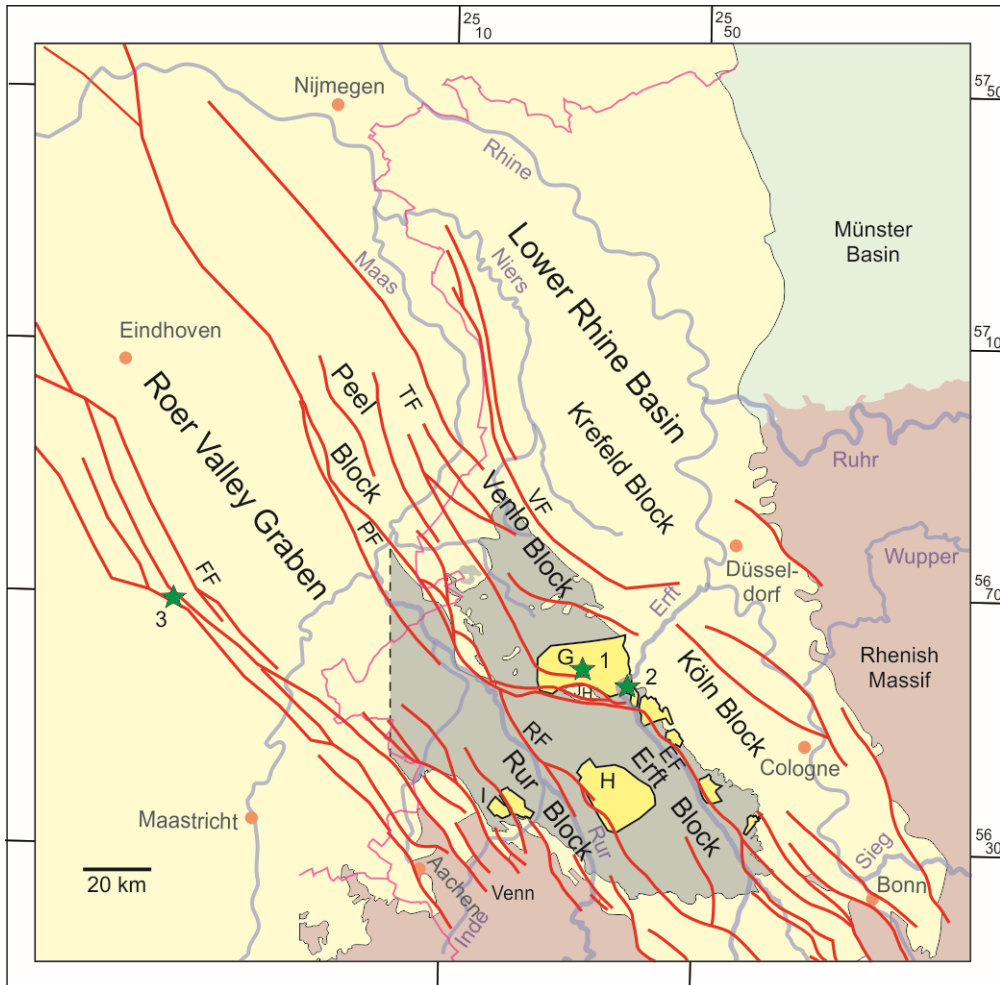 25
10
25
50
57
50
57
10
56
70
56
30
Nijmegen
Rhine
Münster
Basin
Maas
Niers
Lower Rhine Basin
Eindhoven
Roer Valley Graben
Peel
Block
TF
Krefeld Block
Ruhr
Venlo
Block
VF
PF
Wupper
Düssel-
dorf
FF
Erft
3
G
1
2
JH
Köln Block
Rhenish
Massif
RF
EF
Rur
Block
Erft
Block
H
Cologne
I
Maastricht
Rur
Sieg
20 km
Aachen
Venn
Bonn
Inde